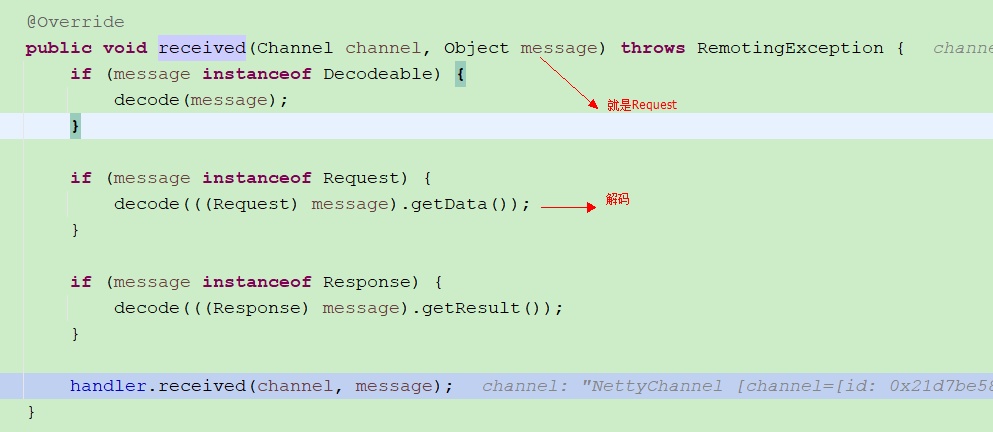 @Override
public void received(Channel channel, Object message) throws RemotingException {   channe
    if (message instanceof Decodeable) {
        decode(message);
就是Request
    }
    if (message instanceof Request) {
        decode(((Request) message).getData());   解码
    }
    if (message instanceof Response) {
        decode(((Response) message).getResult());
    }
    handler.received(channel, message);   channel: "NettyChannel [channel=[id: 0x21d7be58
}